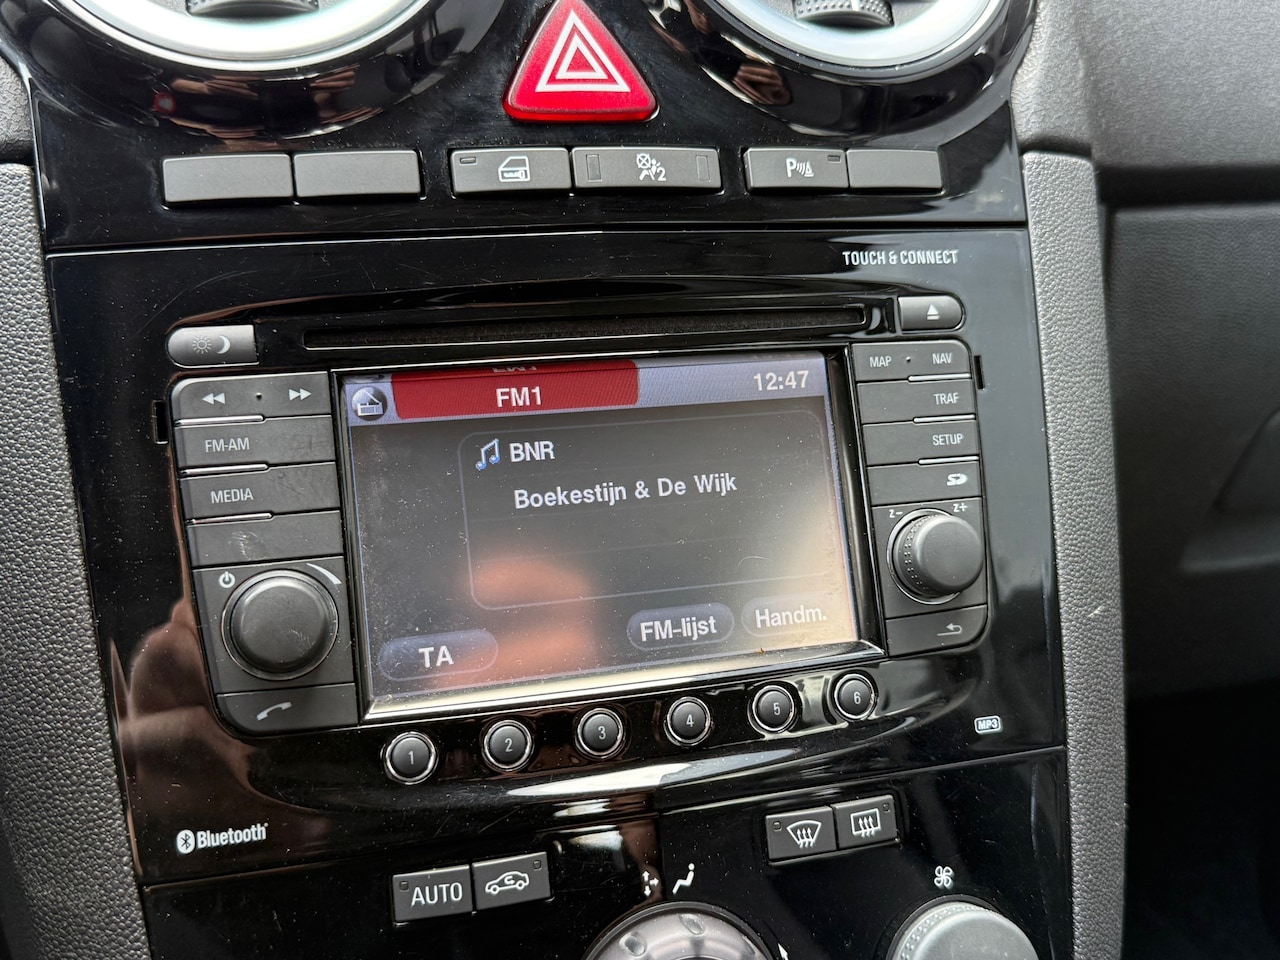 2
P
TOUCH & CONNECT
MAP · NAV
FM1
12:47
TRAF
FM-AM
BNR
SETUP
MEDIA
Boekestijn & De Wijk
z- z+
TA
FM-lijst
Handm.
1
2
3
4
5
6
MP3
Bluetooth®
AUTO